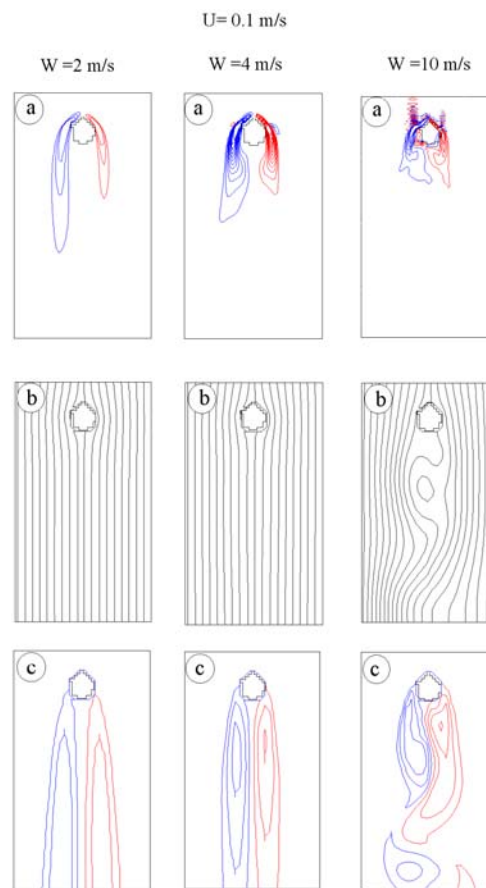 U= 0.1 m/s
W =2 m/s W =4 m/s W =10 m/s
a a a
b b b
c c c